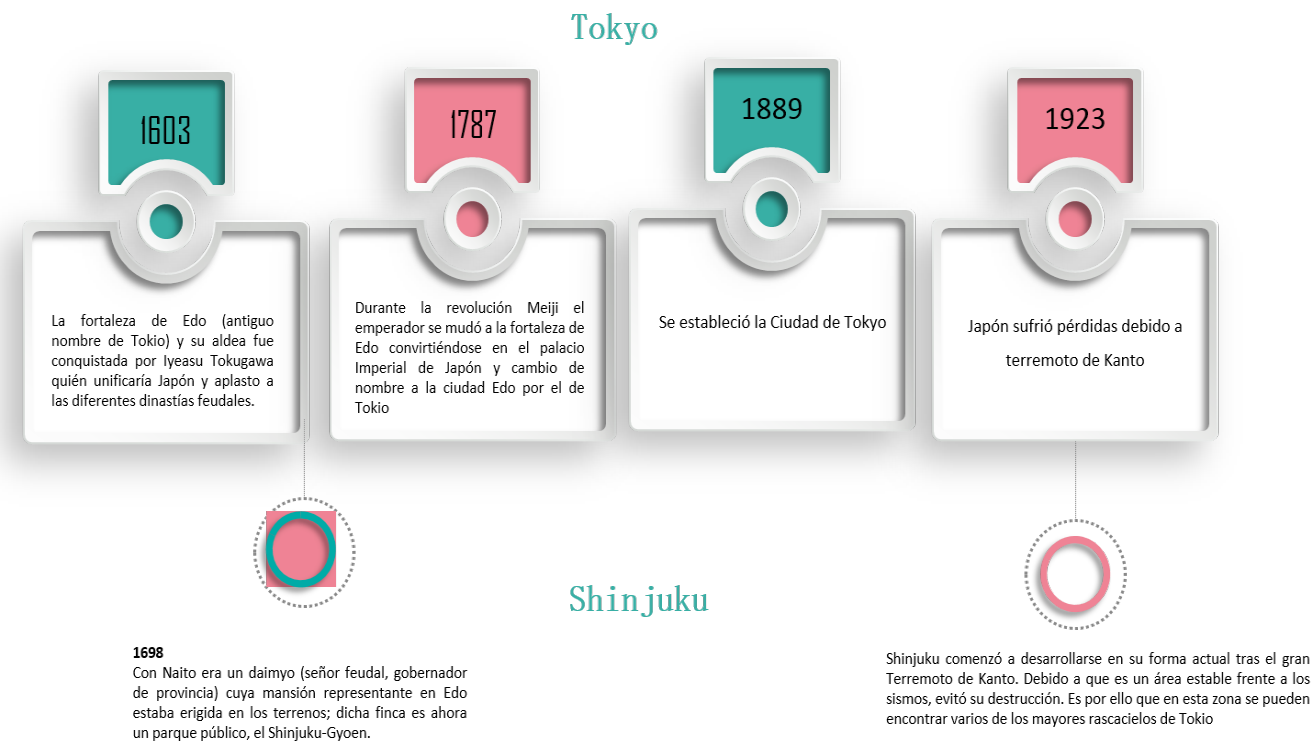 Tokyo
1603
1787
1889
1923
La fortaleza de Edo (antiguo
nombre de Tokio) y su aldea fue
conquistada por Iyeasu Tokugawa
quién unificaría Japón y aplasto a
las diferentes dinastías feudales.
Durante la revolución Meiji el
emperador se mudó a la fortaleza de
Edo convirtiéndose en el palacio
Imperial de Japón y cambio de
nombre a la ciudad Edo por el de
Tokio
Se estableció la Ciudad de Tokyo
Japón sufrió pérdidas debido a
terremoto de Kanto
Shinjuku
1698
Con Naito era un daimyo (señor feudal, gobernador
de provincia) cuya mansión representante en Edo
estaba erigida en los terrenos; dicha finca es ahora
un parque público, el Shinjuku-Gyoen.
Shinjuku comenzó a desarrollarse en su forma actual tras el gran
Terremoto de Kanto. Debido a que es un área estable frente a los
sismos, evitó su destrucción. Es por ello que en esta zona se pueden
encontrar varios de los mayores rascacielos de Tokio